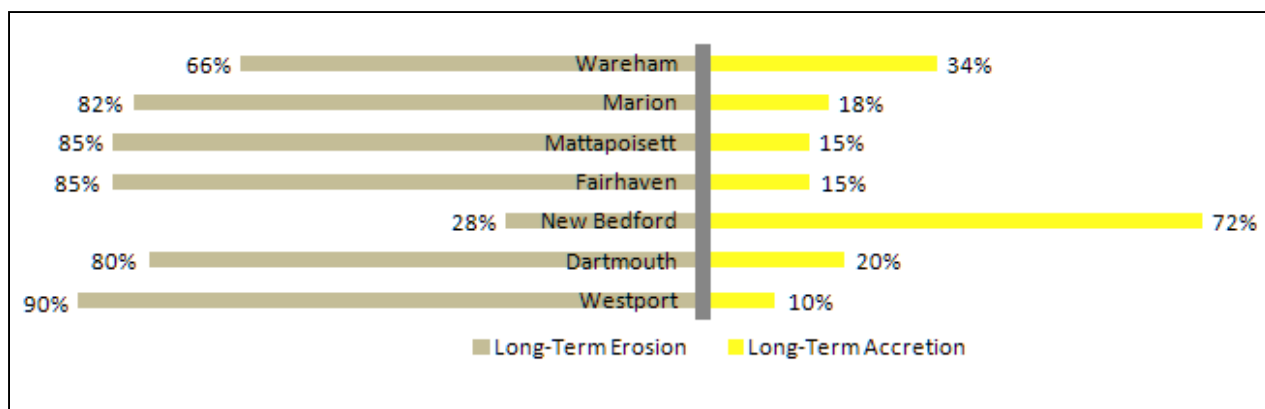 66% Wareham 34%
82% Marion 18%
85% Mattapoisett 15%
85% Fairhaven 15%
28% New Bedford 72%
80% Dartmouth 20%
90% Westport 10%
Long-Term Erosion Long-Term Accretion